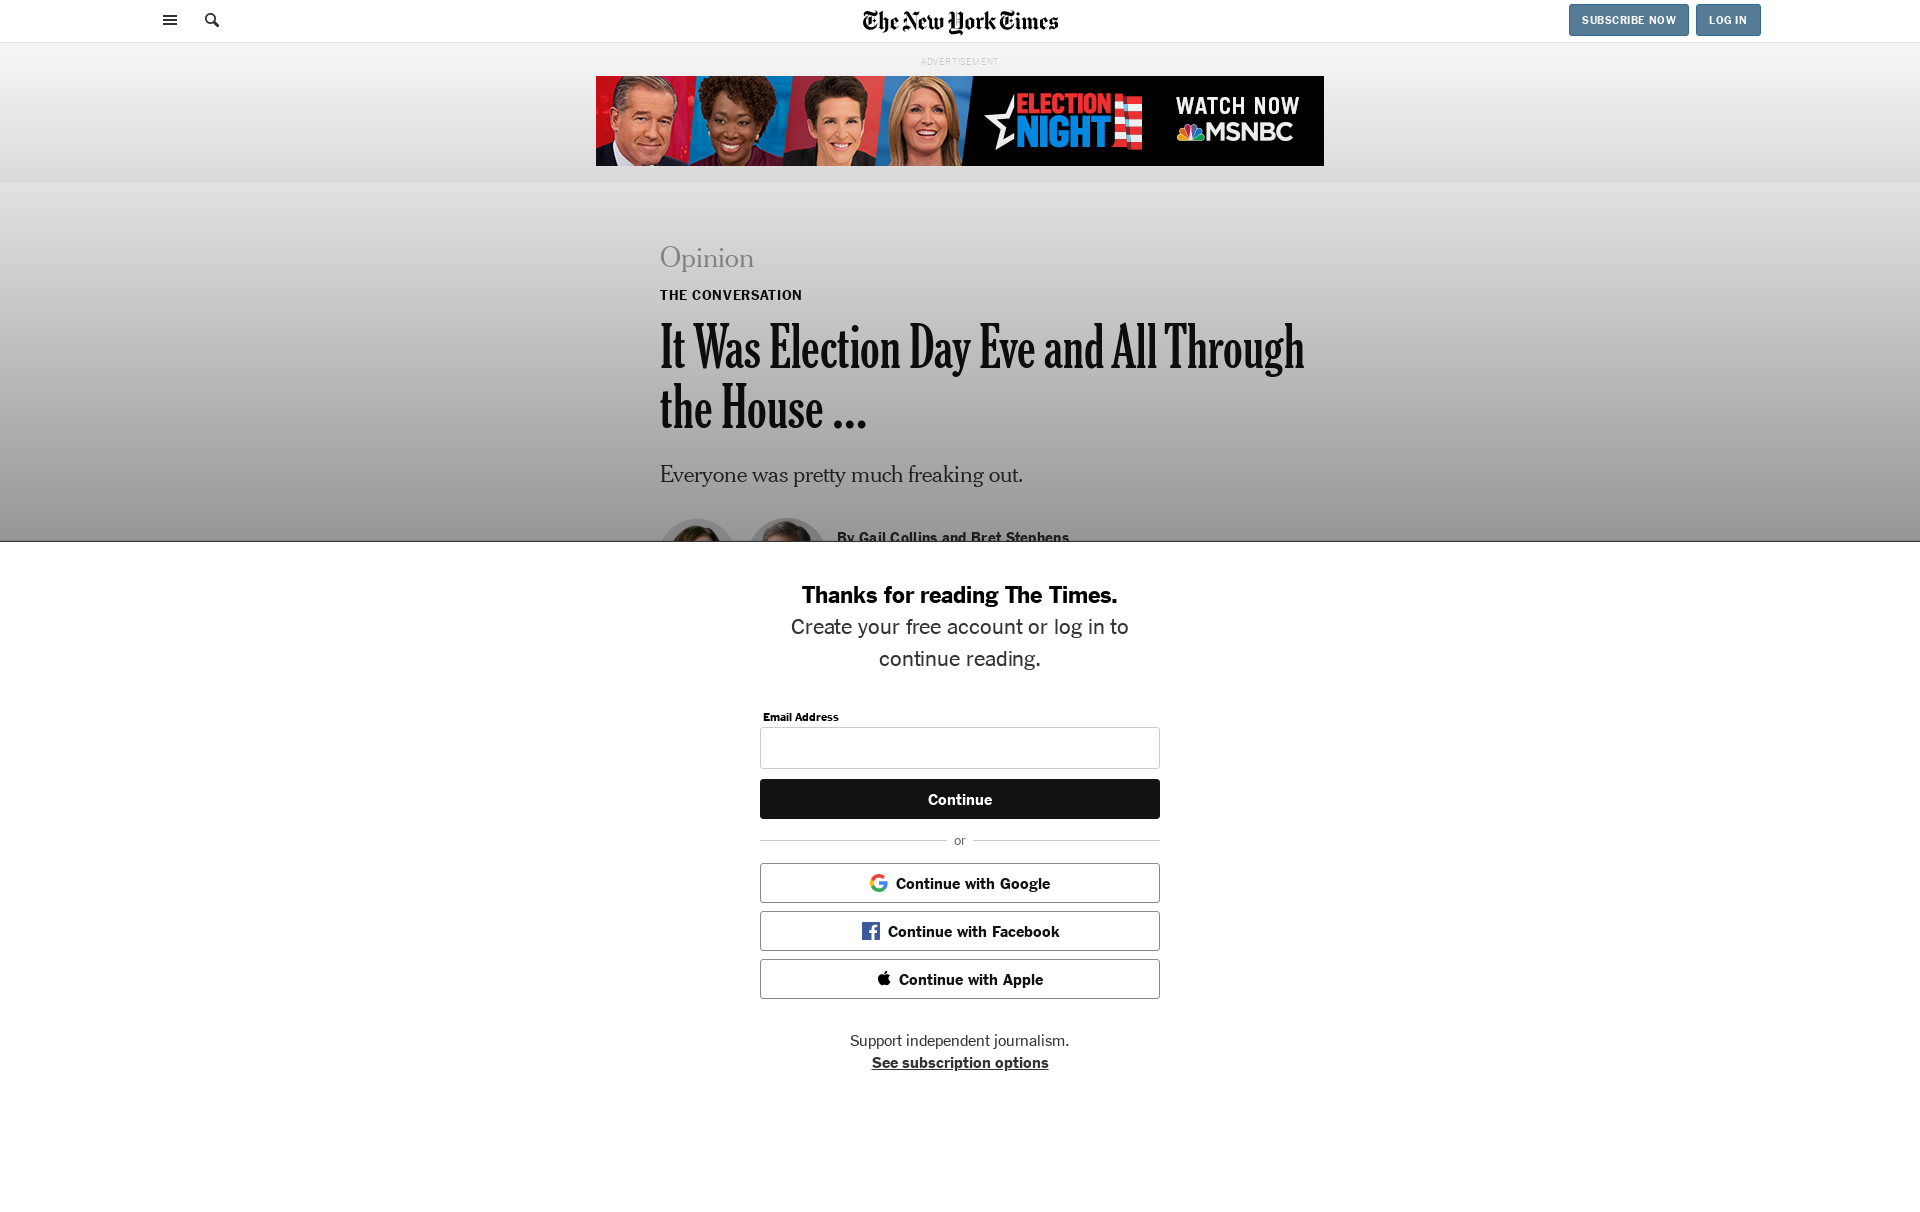 The New York Times
SUBSCRIBE NOW
LOG IN
ADVERTISEMENT
ELECTION
NIGHT
WATCH NOW
MSNBC
Opinion
THE CONVERSATION
It Was Election Day Eve and All Through
the House ...
Everyone was pretty much freaking out.
By Gail Collins and Bret Stephens
Thanks for reading The Times.
Create your free account or log in to
continue reading.
Email Address
Continue
or
Continue with Google
Continue with Facebook
Continue with Apple
Support independent journalism.
See subscription options